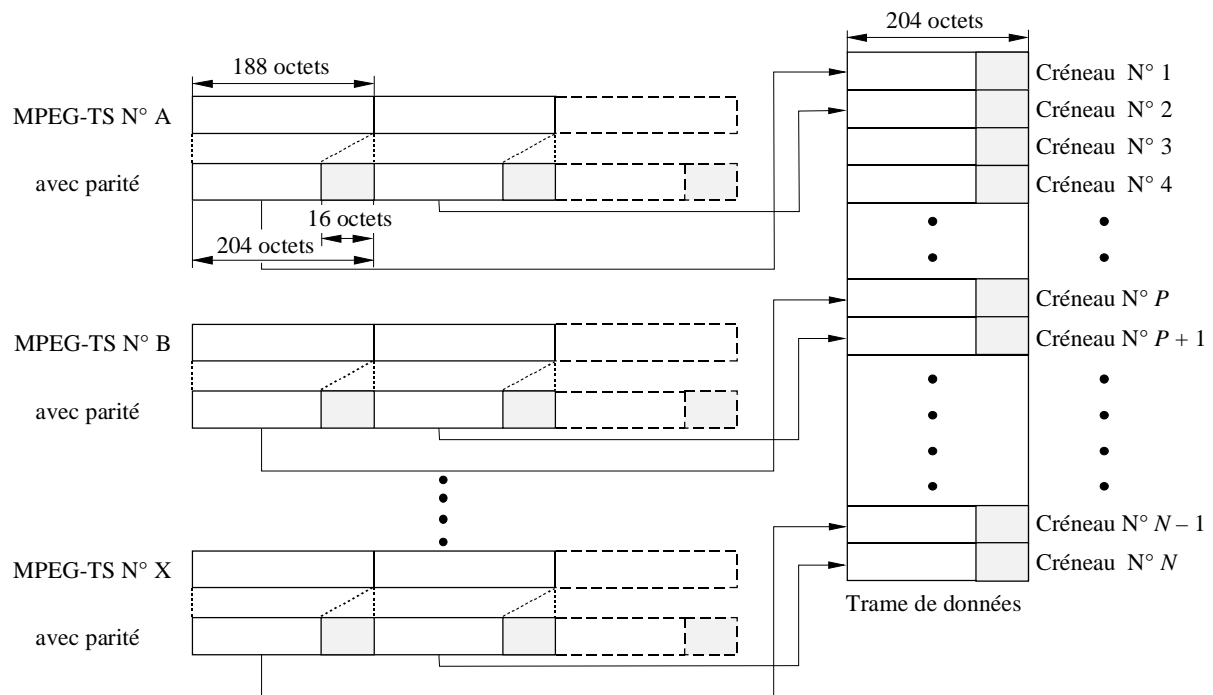 204 octets
188 octets
MPEG-TS N° A
avec parité
16 octets
204 octets
MPEG-TS N° B
avec parité
MPEG-TS N° X
avec parité
Créneau N° 1
Créneau N° 2
Créneau N° 3
Créneau N° 4
Créneau N° P
Créneau N° P + 1
Créneau N° N – 1
Créneau N° N
Trame de données